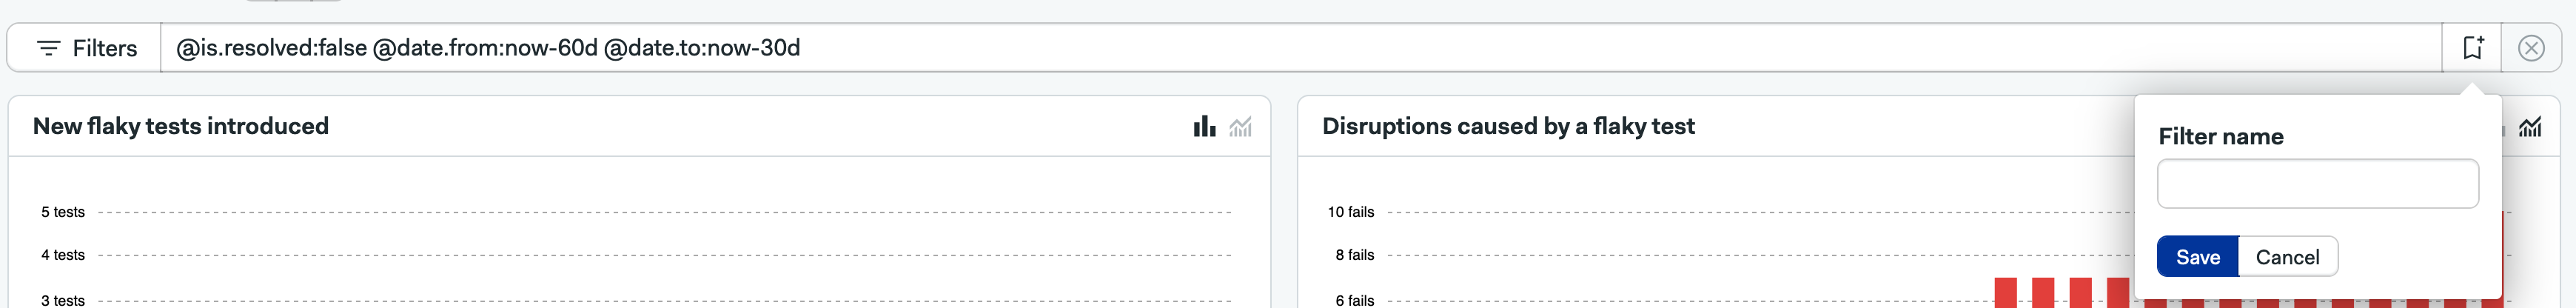 Filters
@is.resolved:false @date.from:now-60d @date.to:now-30d
New flaky tests introduced
5 tests
4 tests
3 tests
Disruptions caused by a flaky test
10 fails
8 fails
6 fails
Filter name
Save
Cancel